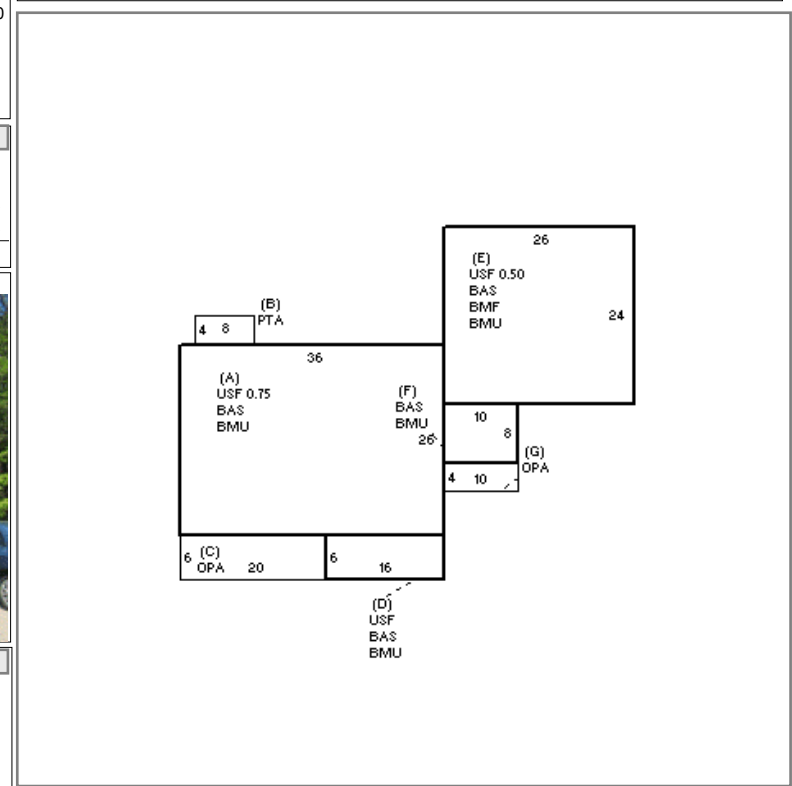 26
(E)
USF 0.50
BAS
BMF
BMU
24
(B)
PTA
4 8
36
(A)
USF 0.75
BAS
BMU
(F)
BAS
BMU
26
10
8
(G)
OPA
4 10
6 (C)
OPA 20
6
16
(D)
USF
BAS
BMU